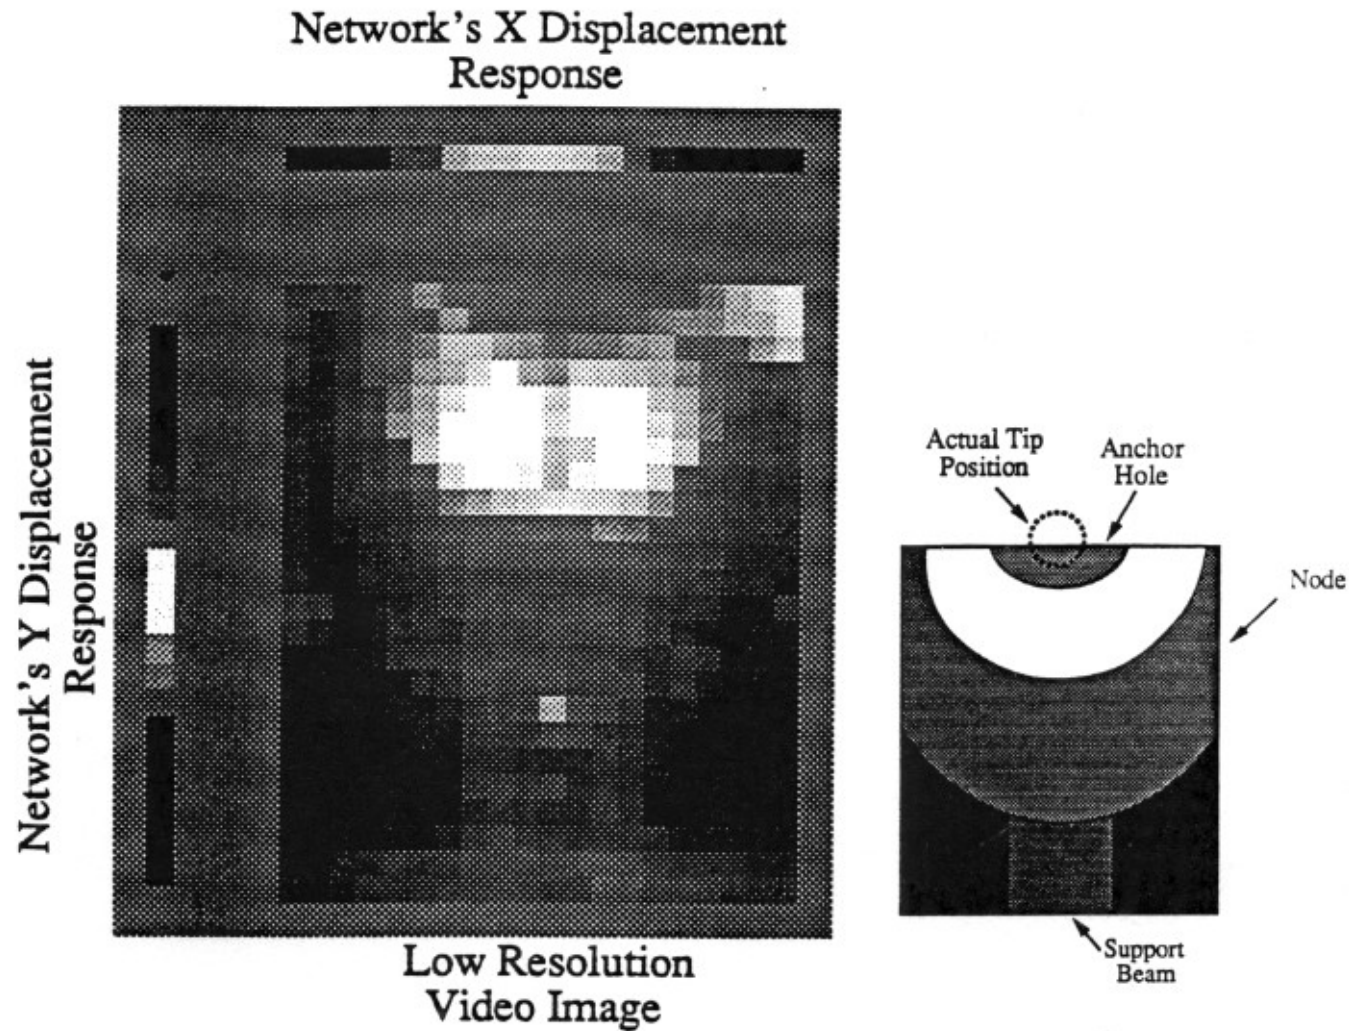 Network's X Displacement
Response
Network's Y Displacement
Response
Low Resolution
Video Image
Actual Tip
Position
Anchor
Hole
Node
Support
Beam